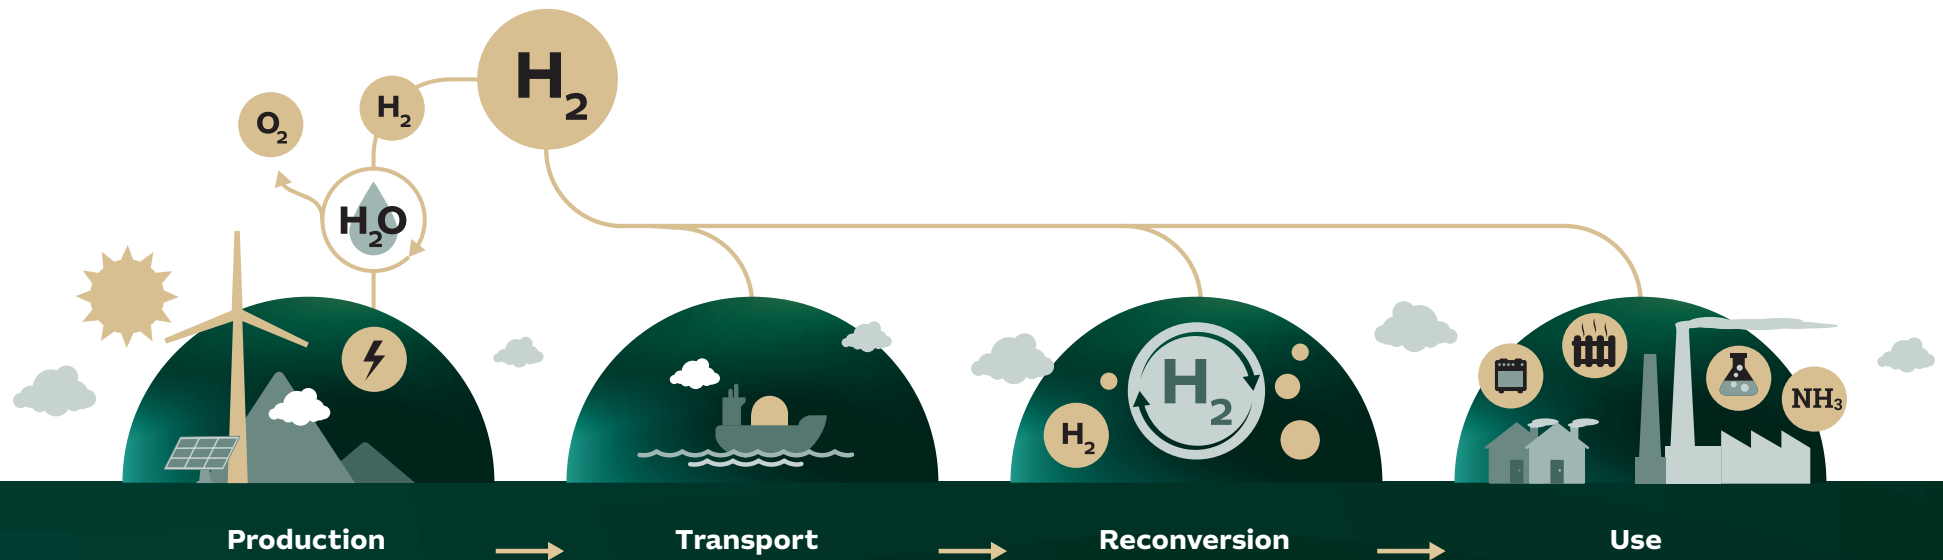 H₂
H₂
O₂
H₂O
H₂
H₂
NH₃
Production
Transport
Reconversion
Use